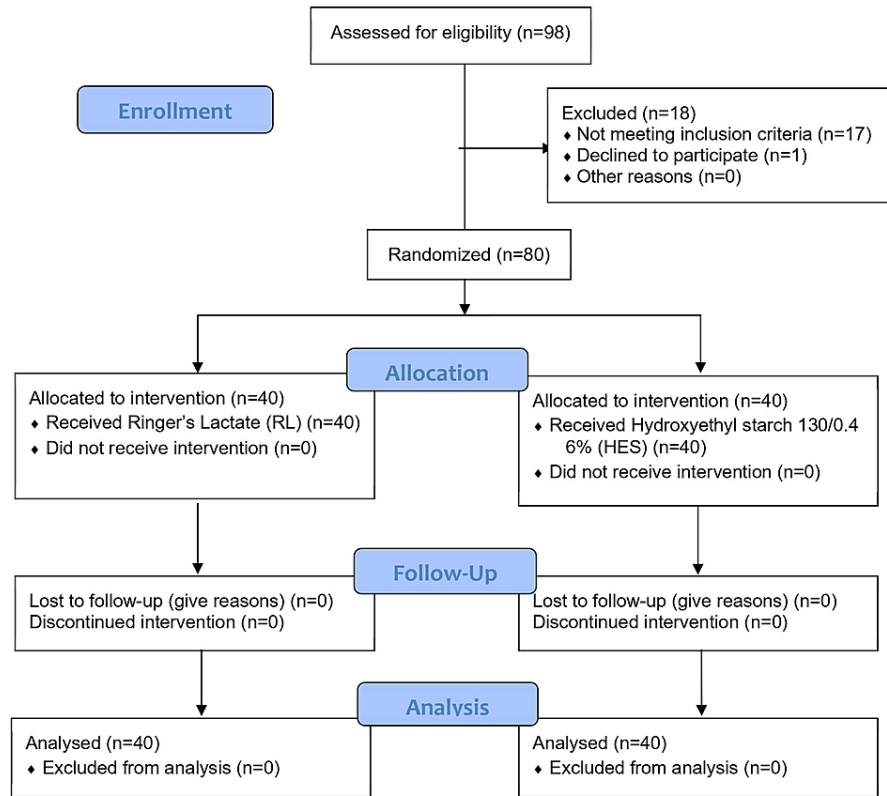 Assessed for eligibility (n=98)
Enrollment
Excluded (n=18)
♦ Not meeting inclusion criteria (n=17)
♦ Declined to participate (n=1)
♦ Other reasons (n=0)
Randomized (n=80)
Allocation
Allocated to intervention (n=40)
♦ Received Ringer's Lactate (RL) (n=40)
♦ Did not receive intervention (n=0)
Allocated to intervention (n=40)
♦ Received Hydroxyethyl starch 130/0.4
6% (HES) (n=40)
♦ Did not receive intervention (n=0)
Follow-Up
Lost to follow-up (give reasons) (n=0)
Discontinued intervention (n=0)
Lost to follow-up (give reasons) (n=0)
Discontinued intervention (n=0)
Analysis
Analysed (n=40)
♦ Excluded from analysis (n=0)
Analysed (n=40)
♦ Excluded from analysis (n=0)